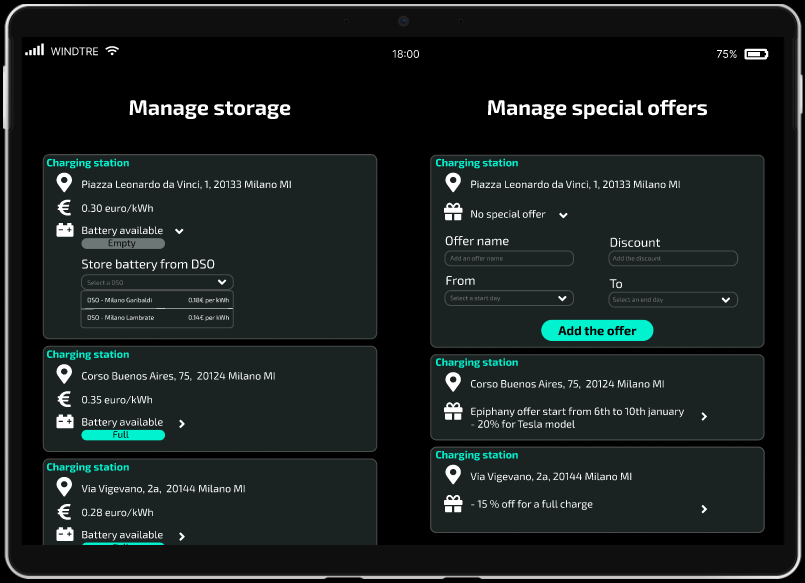 WINDTRE
18:00
75%
Manage storage
Charging station
Piazza Leonardo da Vinci, 1, 20133 Milano MI
0.30 euro/kWh
Battery available
Empty
Store battery from DSO
Select a DSO
DSO - Milano Garibaldi 0.18€ per kWh
DSO - Milano Lambrate 0.14€ per kWh
Charging station
Corso Buenos Aires, 75, 20124 Milano MI
0.35 euro/kWh
Battery available
Full
Charging station
Via Vigevano, 2a, 20144 Milano MI
0.28 euro/kWh
Battery available
Manage special offers
Charging station
Piazza Leonardo da Vinci, 1, 20133 Milano MI
No special offer
Offer name Discount
Add an offer name Add the discount
From To
Select a start day Select an end day
Add the offer
Charging station
Corso Buenos Aires, 75, 20124 Milano MI
Epiphany offer start from 6th to 10th january
- 20% for Tesla model
Charging station
Via Vigevano, 2a, 20144 Milano MI
- 15 % off for a full charge